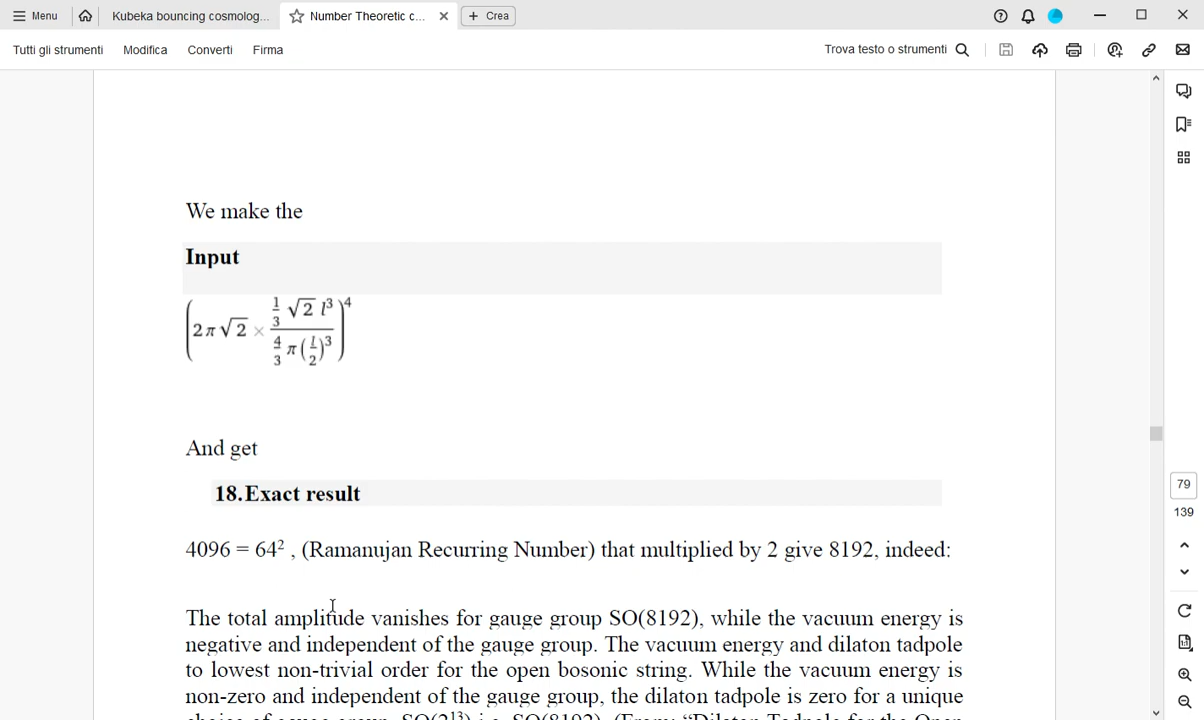 Menu Kubeka bouncing cosmolog... Number Theoretic c... Crea
Tutti gli strumenti Modifica Converti Firma Trova testo o strumenti
We make the
Input
(2 π √2 × (1/3 √2 l³)/(4/3 π (l/2)³))⁴
And get
18.Exact result
4096 = 64² , (Ramanujan Recurring Number) that multiplied by 2 give 8192, indeed:
79
139
The total amplitude vanishes for gauge group SO(8192), while the vacuum energy is
negative and independent of the gauge group. The vacuum energy and dilaton tadpole
to lowest non-trivial order for the open bosonic string. While the vacuum energy is
non-zero and independent of the gauge group, the dilaton tadpole is zero for a unique
choice of gauge group, SO(2¹³) i.e. SO(8192). (From: “Dilaton Tadpole for the Open